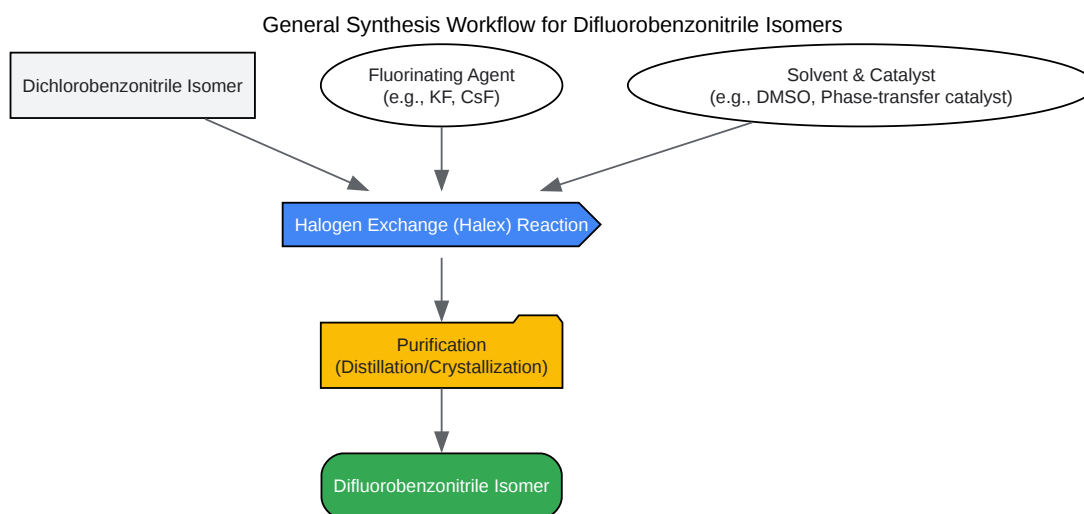 General Synthesis Workflow for Difluorobenzonitrile Isomers
Dichlorobenzonitrile Isomer
Fluorinating Agent
(e.g., KF, CsF)
Solvent & Catalyst
(e.g., DMSO, Phase-transfer catalyst)
Halogen Exchange (Halex) Reaction
Purification
(Distillation/Crystallization)
Difluorobenzonitrile Isomer